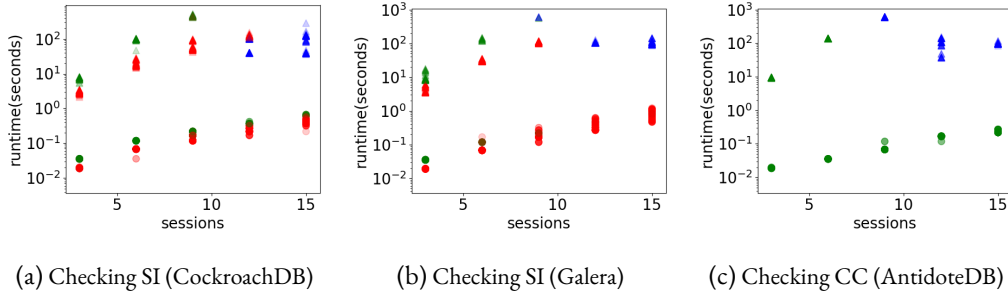 runtime(seconds)
10²
10¹
10⁰
10⁻¹
10⁻²
5
10
15
sessions
(a) Checking SI (CockroachDB)
runtime(seconds)
10³
10²
10¹
10⁰
10⁻¹
10⁻²
5
10
15
sessions
(b) Checking SI (Galera)
runtime(seconds)
10³
10²
10¹
10⁰
10⁻¹
10⁻²
5
10
15
sessions
(c) Checking CC (AntidoteDB)